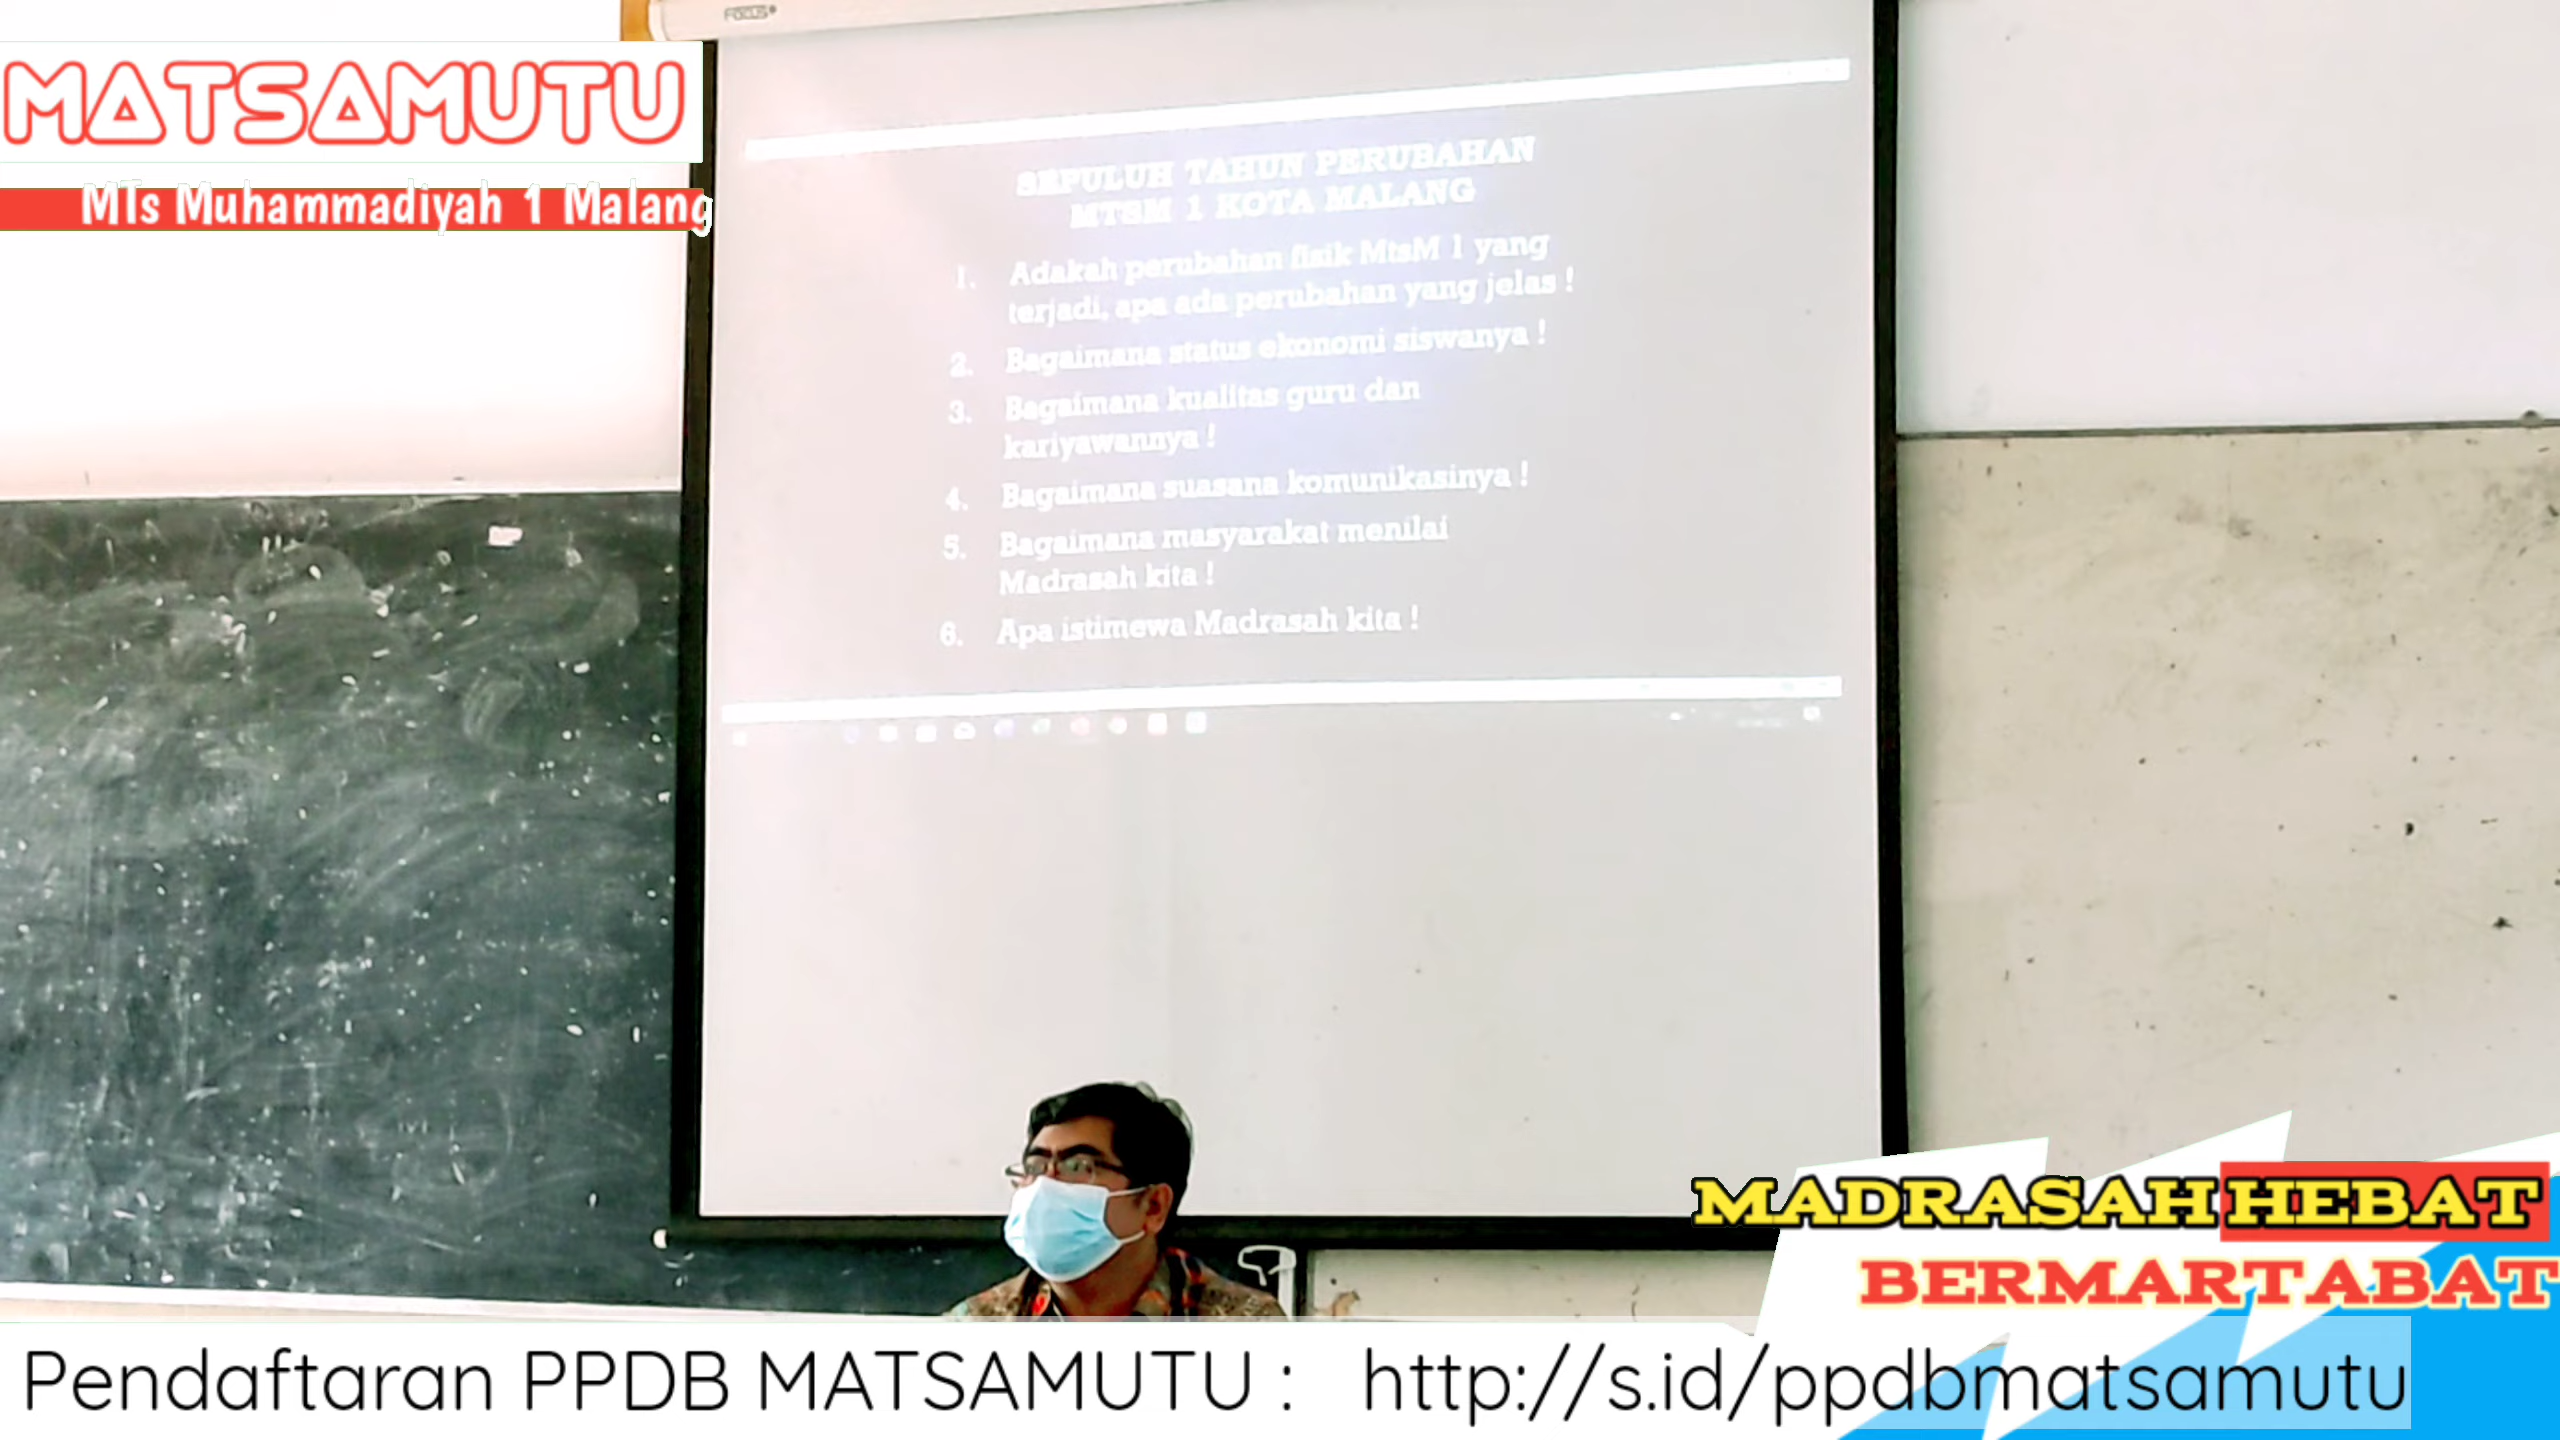 FOCUS
MATSAMUTU
MTs Muhammadiyah 1 Malang
SEPULUH TAHUN PERUBAHAN
MTSM 1 KOTA MALANG
1. Adakah perubahan fisik MtsM 1 yang
terjadi, apa ada perubahan yang jelas !
2. Bagaimana status ekonomi siswanya !
3. Bagaimana kualitas guru dan
kariyawannya !
4. Bagaimana suasana komunikasinya !
5. Bagaimana masyarakat menilai
Madrasah kita !
6. Apa istimewa Madrasah kita !
MADRASAH HEBAT
BERMARTABAT
Pendaftaran PPDB MATSAMUTU : http://s.id/ppdbmatsamutu